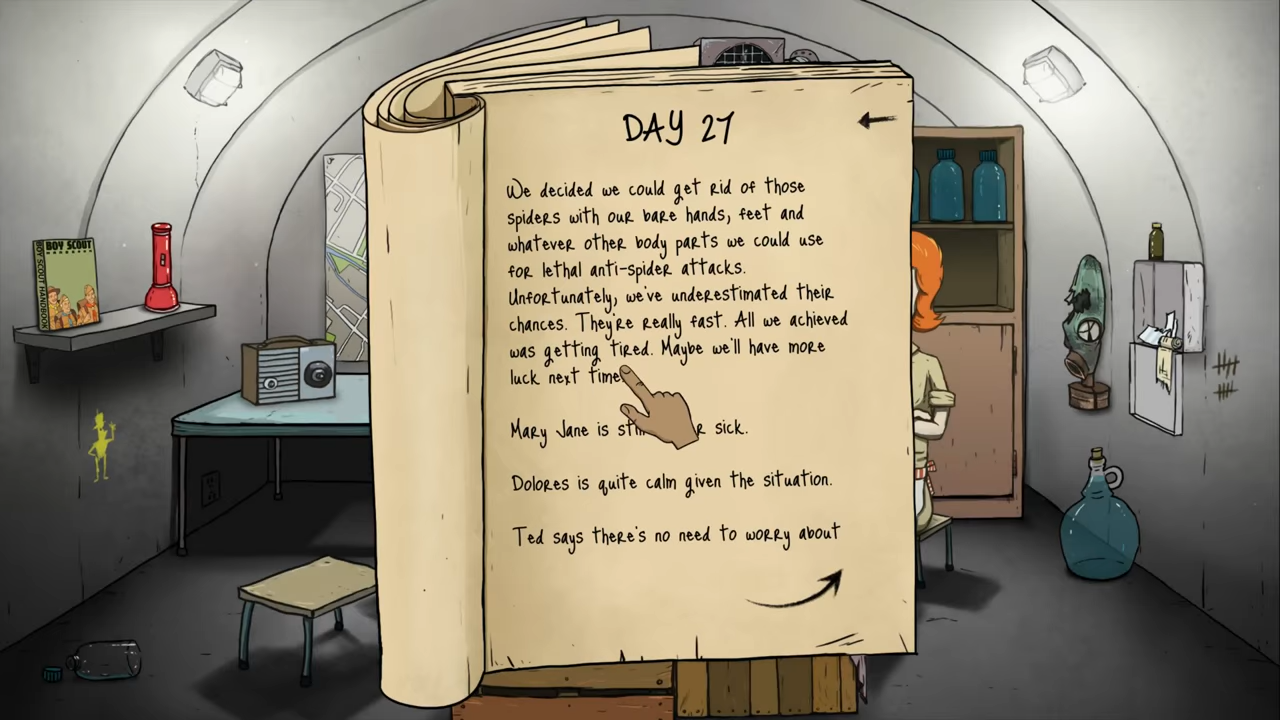 DAY 27
We decided we could get rid of those
spiders with our bare hands, feet and
whatever other body parts we could use
for lethal anti-spider attacks.
Unfortunately, we've underestimated their
chances. They're really fast. All we achieved
was getting tired. Maybe we'll have more
luck next time
Mary Jane is sick.
Dolores is quite calm given the situation.
Ted says there's no need to worry about
BOY SCOUT
BOY SCOUT HANDBOOK